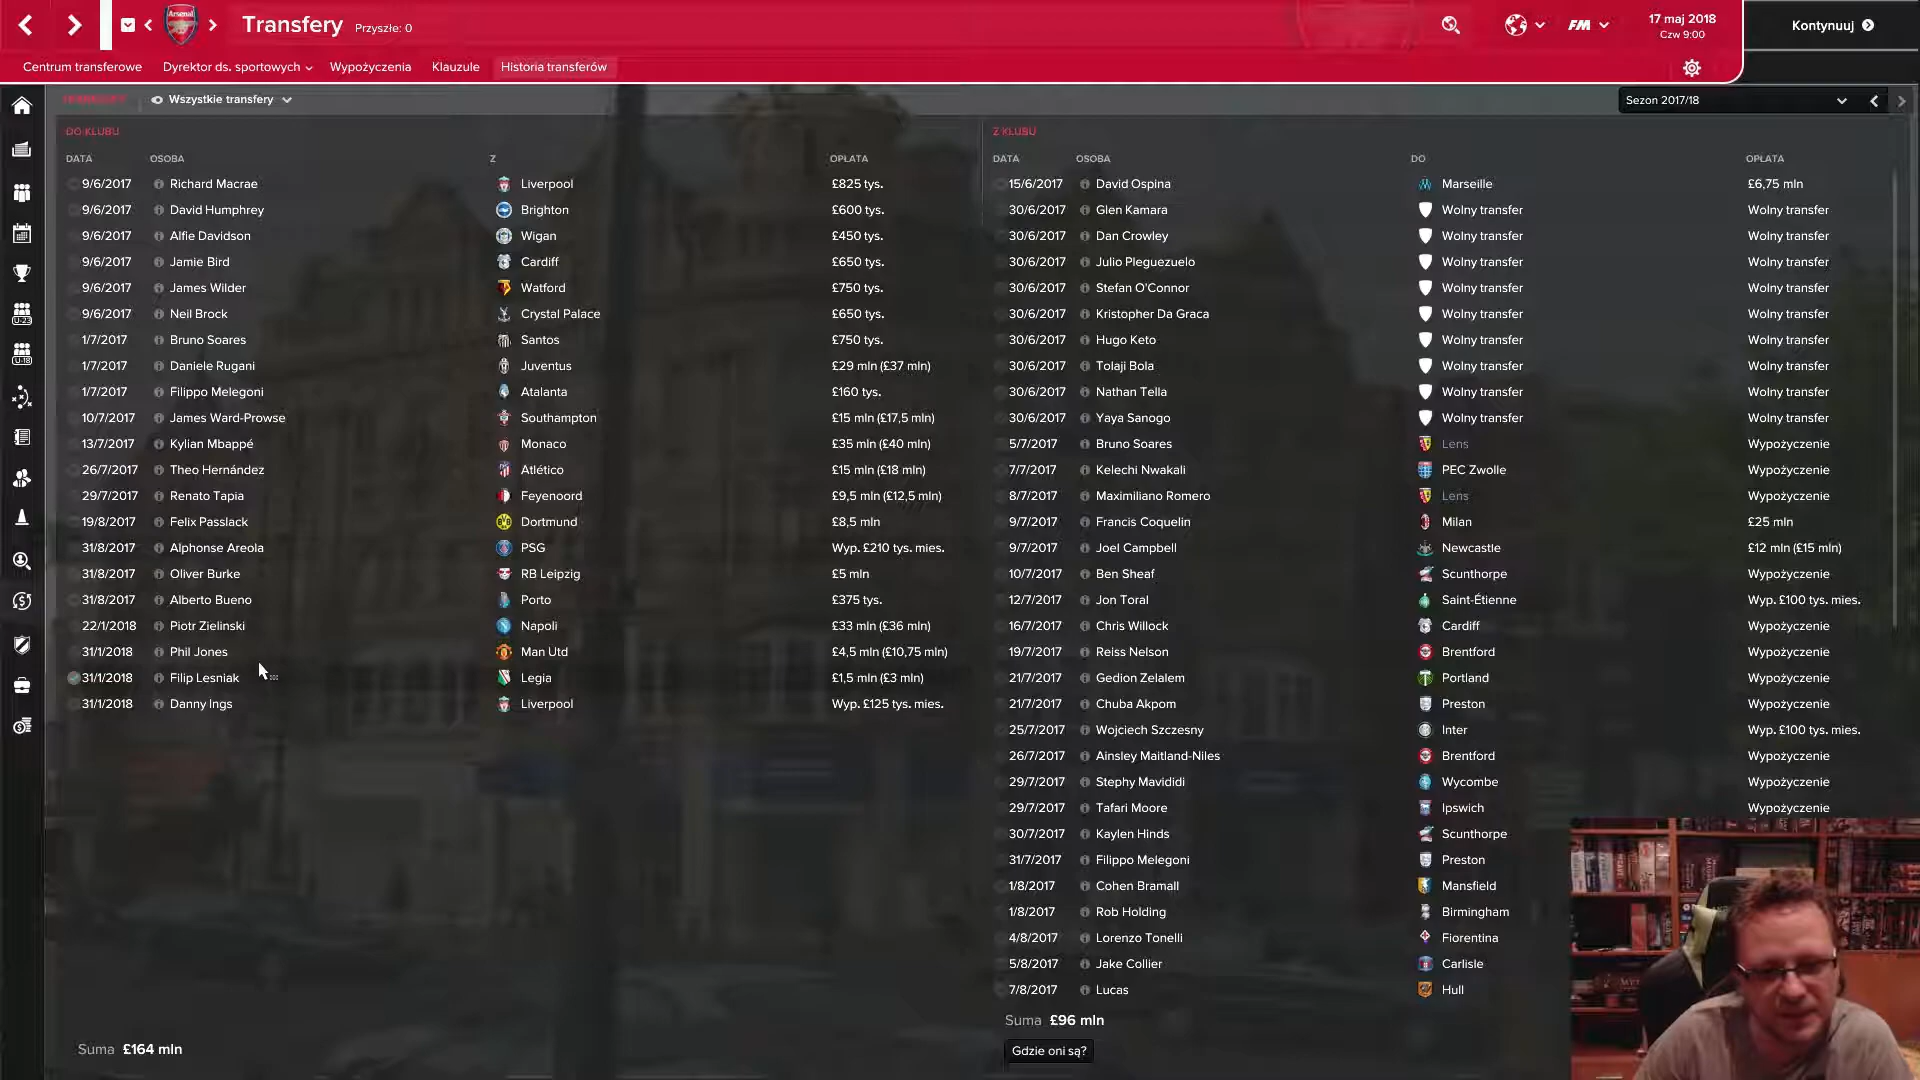 Transfery Przyszłe: 0
17 maj 2018
Czw 9:00
Kontynuuj
FM
Centrum transferowe Dyrektor ds. sportowych Wypożyczenia Klauzule Historia transferów
TRANSFERY Wszystkie transfery
Sezon 2017/18
DO KLUBU
DATA OSOBA Z OPŁATA
9/6/2017 Richard Macrae Liverpool £825 tys.
9/6/2017 David Humphrey Brighton £600 tys.
9/6/2017 Alfie Davidson Wigan £450 tys.
9/6/2017 Jamie Bird Cardiff £650 tys.
9/6/2017 James Wilder Watford £750 tys.
9/6/2017 Neil Brock Crystal Palace £650 tys.
1/7/2017 Bruno Soares Santos £750 tys.
1/7/2017 Daniele Rugani Juventus £29 mln (£37 mln)
1/7/2017 Filippo Melegoni Atalanta £160 tys.
10/7/2017 James Ward-Prowse Southampton £15 mln (£17,5 mln)
13/7/2017 Kylian Mbappé Monaco £35 mln (£40 mln)
26/7/2017 Theo Hernández Atlético £15 mln (£18 mln)
29/7/2017 Renato Tapia Feyenoord £9,5 mln (£12,5 mln)
19/8/2017 Felix Passlack Dortmund £8,5 mln
31/8/2017 Alphonse Areola PSG Wyp. £210 tys. mies.
31/8/2017 Oliver Burke RB Leipzig £5 mln
31/8/2017 Alberto Bueno Porto £375 tys.
22/1/2018 Piotr Zielinski Napoli £33 mln (£36 mln)
31/1/2018 Phil Jones Man Utd £4,5 mln (£10,75 mln)
31/1/2018 Filip Lesniak Legia £1,5 mln (£3 mln)
31/1/2018 Danny Ings Liverpool Wyp. £125 tys. mies.
Suma £164 mln
Z KLUBU
DATA OSOBA DO OPŁATA
15/6/2017 David Ospina Marseille £6,75 mln
30/6/2017 Glen Kamara Wolny transfer Wolny transfer
30/6/2017 Dan Crowley Wolny transfer Wolny transfer
30/6/2017 Julio Pleguezuelo Wolny transfer Wolny transfer
30/6/2017 Stefan O'Connor Wolny transfer Wolny transfer
30/6/2017 Kristopher Da Graca Wolny transfer Wolny transfer
30/6/2017 Hugo Keto Wolny transfer Wolny transfer
30/6/2017 Tolaji Bola Wolny transfer Wolny transfer
30/6/2017 Nathan Tella Wolny transfer Wolny transfer
30/6/2017 Yaya Sanogo Wolny transfer Wolny transfer
5/7/2017 Bruno Soares Lens Wypożyczenie
7/7/2017 Kelechi Nwakali PEC Zwolle Wypożyczenie
8/7/2017 Maximiliano Romero Lens Wypożyczenie
9/7/2017 Francis Coquelin Milan £25 mln
9/7/2017 Joel Campbell Newcastle £12 mln (£15 mln)
10/7/2017 Ben Sheaf Scunthorpe Wypożyczenie
12/7/2017 Jon Toral Saint-Étienne Wyp. £100 tys. mies.
16/7/2017 Chris Willock Cardiff Wypożyczenie
19/7/2017 Reiss Nelson Brentford Wypożyczenie
21/7/2017 Gedion Zelalem Portland Wypożyczenie
21/7/2017 Chuba Akpom Preston Wypożyczenie
25/7/2017 Wojciech Szczesny Inter Wyp. £100 tys. mies.
26/7/2017 Ainsley Maitland-Niles Brentford Wypożyczenie
29/7/2017 Stephy Mavididi Wycombe Wypożyczenie
29/7/2017 Tafari Moore Ipswich Wypożyczenie
30/7/2017 Kaylen Hinds Scunthorpe
31/7/2017 Filippo Melegoni Preston
1/8/2017 Cohen Bramall Mansfield
1/8/2017 Rob Holding Birmingham
4/8/2017 Lorenzo Tonelli Fiorentina
5/8/2017 Jake Collier Carlisle
7/8/2017 Lucas Hull
Suma £96 mln
Gdzie oni są?